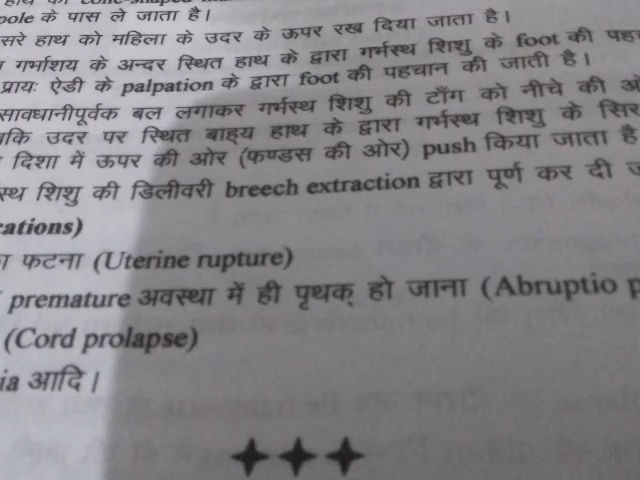 हाथ को cone-shaped
pole के पास ले जाता है।
दूसरे हाथ को महिला के उदर के ऊपर रख दिया जाता है।
गर्भाशय के अन्दर स्थित हाथ के द्वारा गर्भस्थ शिशु के foot की
प्रायः ऐडी के palpation के द्वारा foot की पहचान की जाती है।
सावधानीपूर्वक बल लगाकर गर्भस्थ शिशु की टाँग को नीचे की
उदर पर स्थित बाह्य हाथ के द्वारा गर्भस्थ शिशु के सिर
दिशा में ऊपर की ओर (फण्डस की ओर) push किया जाता है
शिशु की डिलीवरी breech extraction द्वारा पूर्ण कर दी
cations)
फटना (Uterine rupture)
premature अवस्था में ही पृथक् हो जाना (Abruptio
(Cord prolapse)
ia आदि।